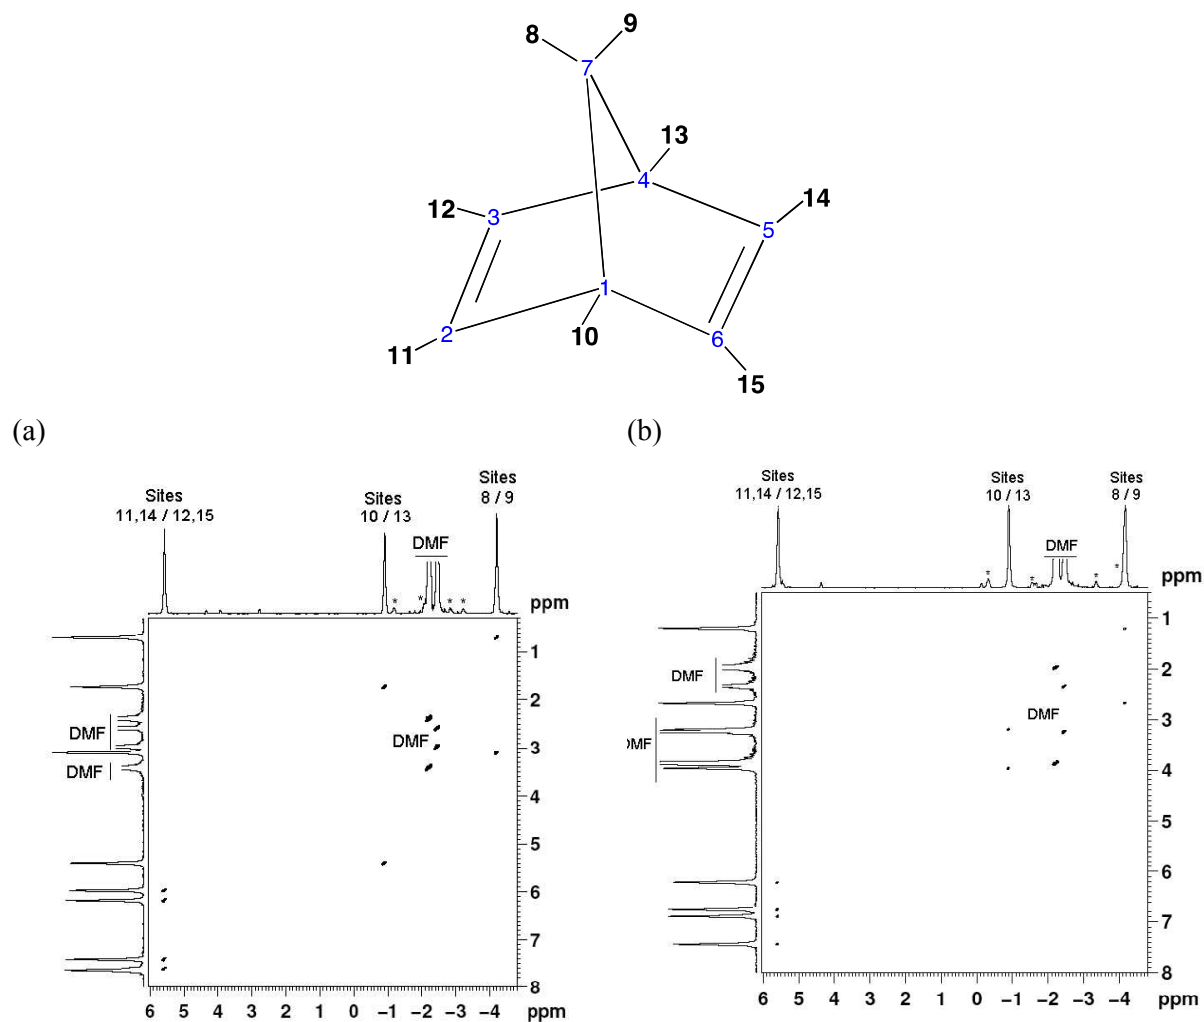 8 9
7
13
4
12 3 14
5
1
2 10 6
11
15
(a) (b)
Sites
11,14 / 12,15
Sites
10 / 13
Sites
8 / 9
DMF
* * * *
ppm
DMF
DMF
DMF
1
2
3
4
5
6
7
8
6 5 4 3 2 1 0 −1 −2 −3 −4 ppm
Sites
11,14 / 12,15
Sites
10 / 13
Sites
8 / 9
DMF
* * * *
ppm
DMF
DMF
1
2
3
4
5
6
7
8
6 5 4 3 2 1 0 −1 −2 −3 −4 ppm